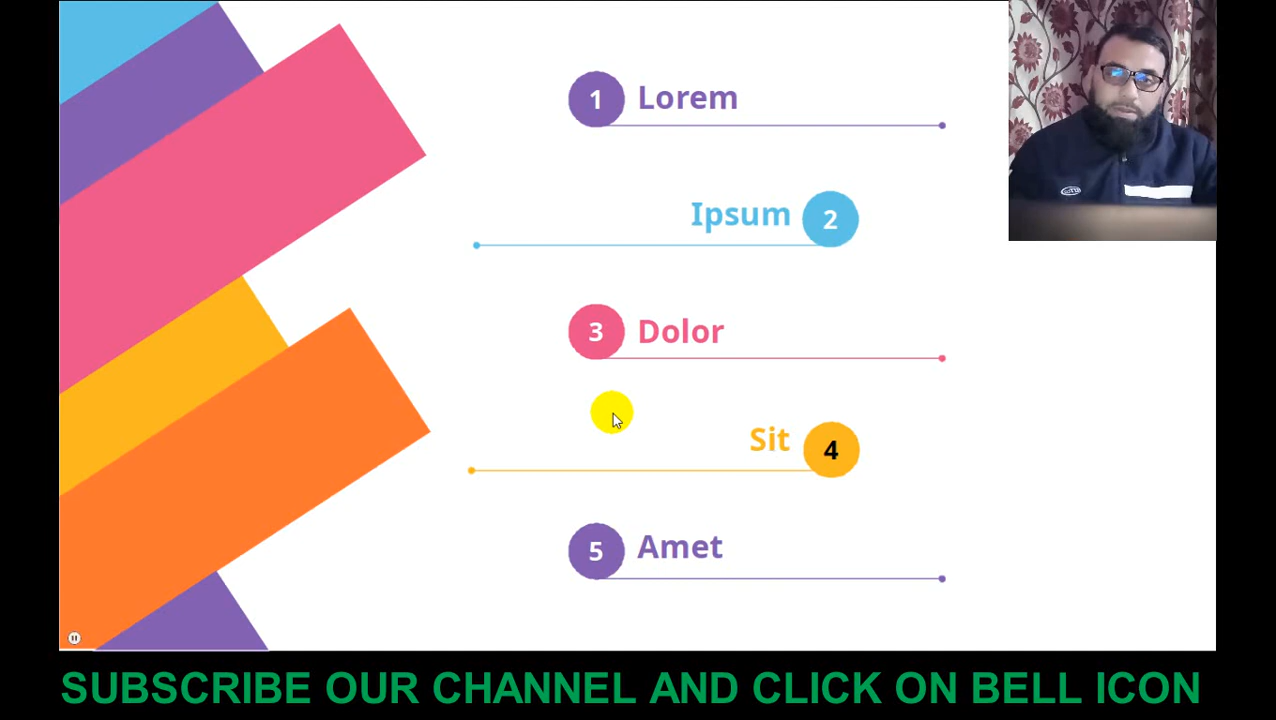 1 Lorem
Ipsum 2
3 Dolor
Sit 4
5 Amet
SUBSCRIBE OUR CHANNEL AND CLICK ON BELL ICON